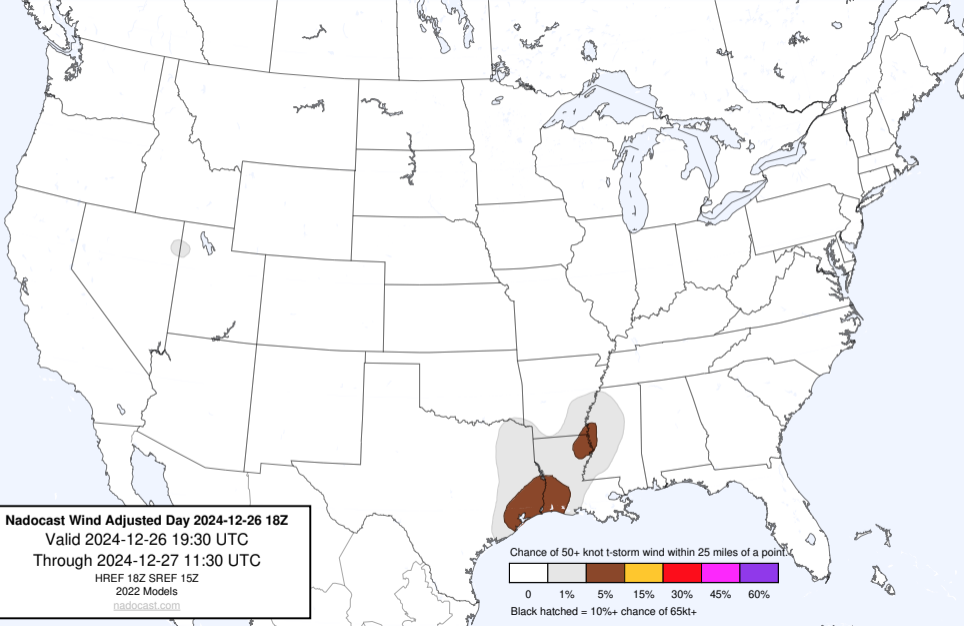 Nadocast Wind Adjusted Day 2024-12-26 18Z
Valid 2024-12-26 19:30 UTC
Through 2024-12-27 11:30 UTC
HREF 18Z SREF 15Z
2022 Models
nadocast.com
Chance of 50+ knot t-storm wind within 25 miles of a point.
0 1% 5% 15% 30% 45% 60%
Black hatched = 10%+ chance of 65kt+